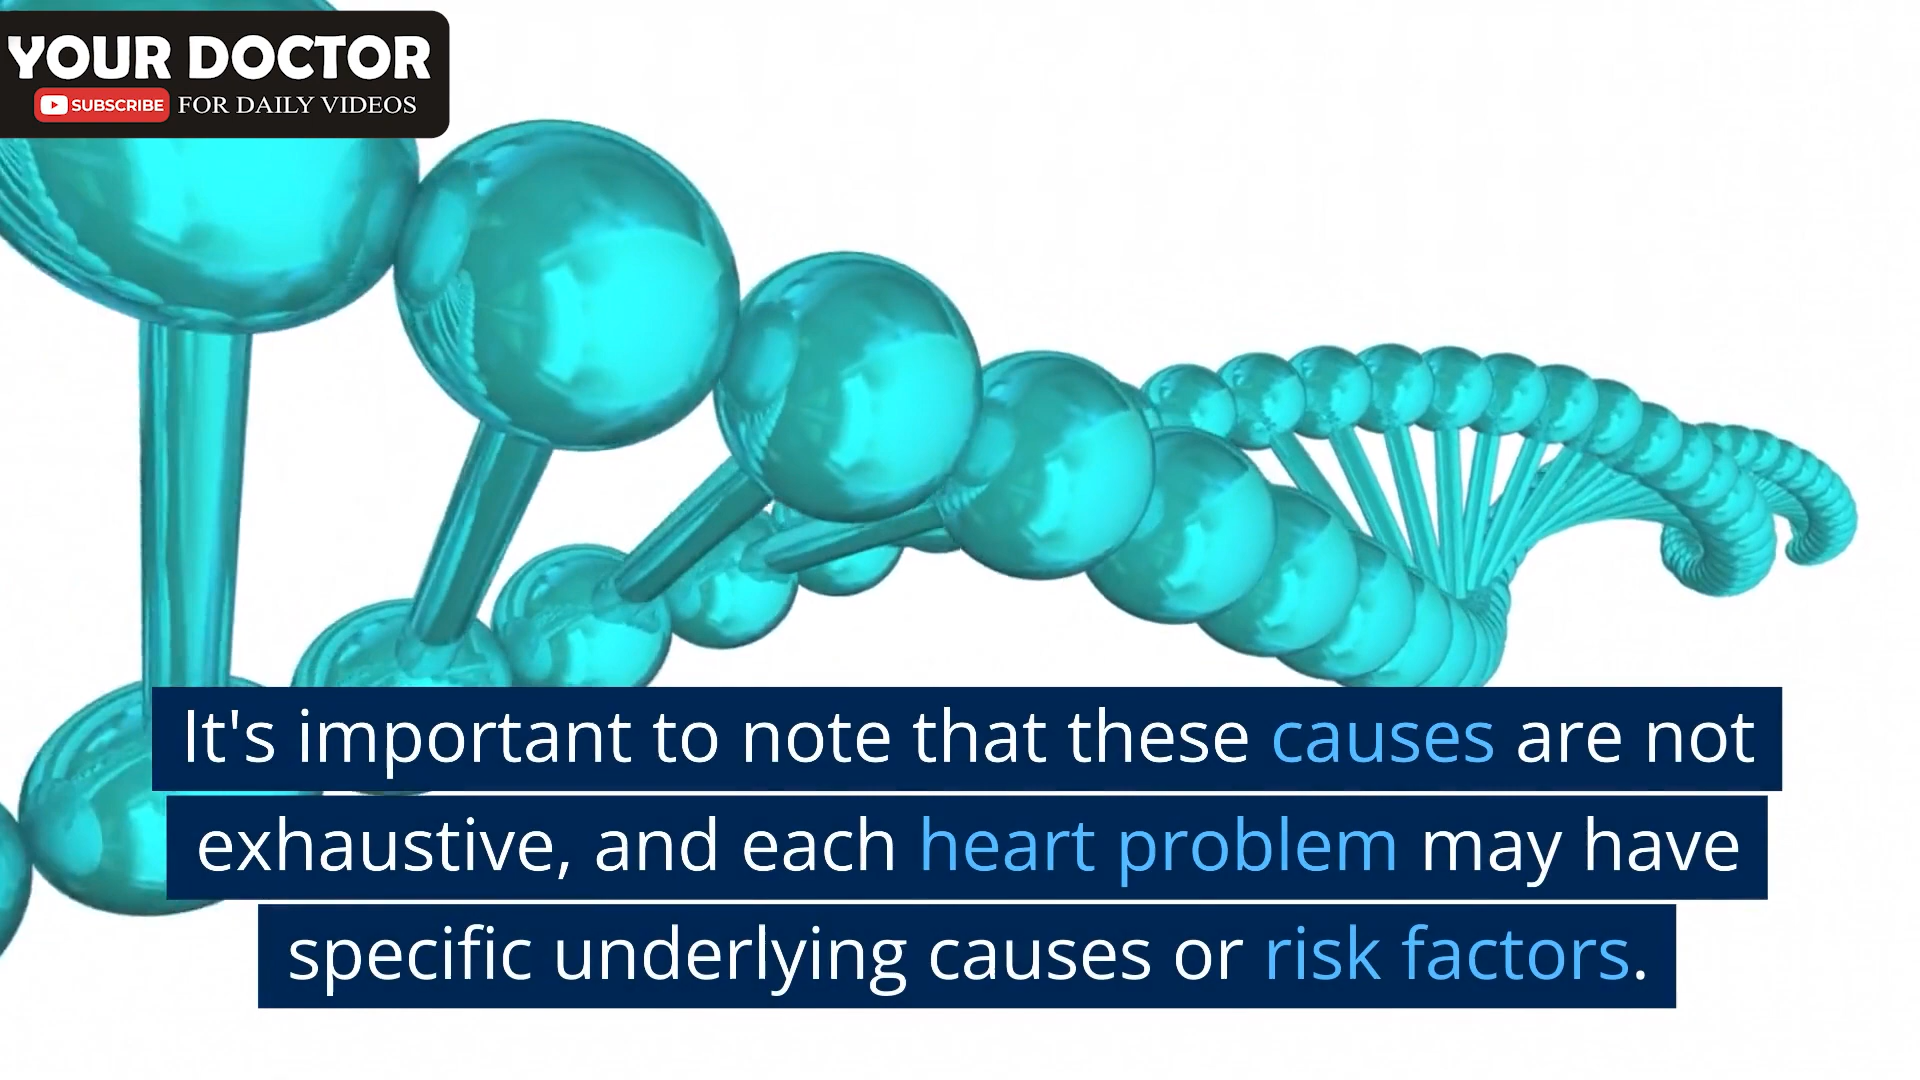 YOUR DOCTOR
SUBSCRIBE FOR DAILY VIDEOS
It's important to note that these causes are not
exhaustive, and each heart problem may have
specific underlying causes or risk factors.